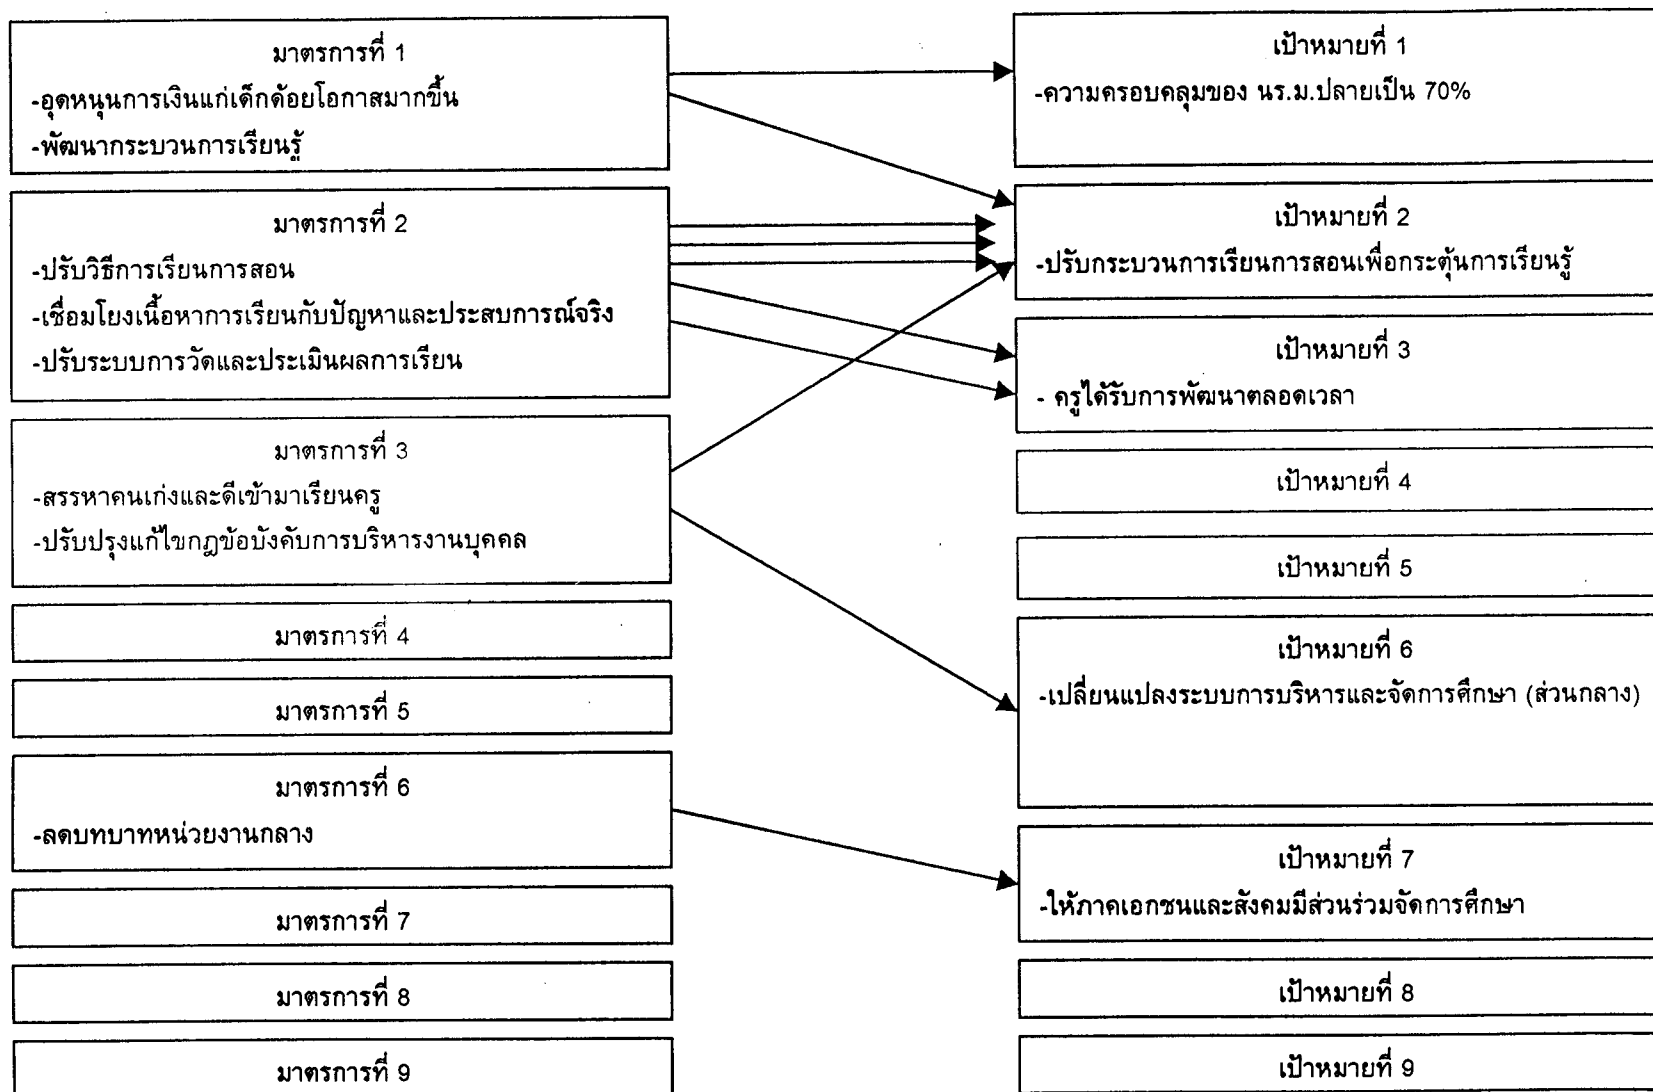 มาตรการที่ 1
-อุดหนุนการเงินแก่เด็กด้อยโอกาสมากขึ้น
-พัฒนากระบวนการเรียนรู้
มาตรการที่ 2
-ปรับวิธีการเรียนการสอน
-เชื่อมโยงเนื้อหาการเรียนกับปัญหาและประสบการณ์จริง
-ปรับระบบการวัดและประเมินผลการเรียน
มาตรการที่ 3
-สรรหาคนเก่งและดีเข้ามาเรียนครู
-ปรับปรุงแก้ไขกฎข้อบังคับการบริหารงานบุคคล
มาตรการที่ 4
มาตรการที่ 5
มาตรการที่ 6
-ลดบทบาทหน่วยงานกลาง
มาตรการที่ 7
มาตรการที่ 8
มาตรการที่ 9
เป้าหมายที่ 1
-ความครอบคลุมของ นร.ม.ปลายเป็น 70%
เป้าหมายที่ 2
-ปรับกระบวนการเรียนการสอนเพื่อกระตุ้นการเรียนรู้
เป้าหมายที่ 3
- ครูได้รับการพัฒนาตลอดเวลา
เป้าหมายที่ 4
เป้าหมายที่ 5
เป้าหมายที่ 6
-เปลี่ยนแปลงระบบการบริหารและจัดการศึกษา (ส่วนกลาง)
เป้าหมายที่ 7
-ให้ภาคเอกชนและสังคมมีส่วนร่วมจัดการศึกษา
เป้าหมายที่ 8
เป้าหมายที่ 9